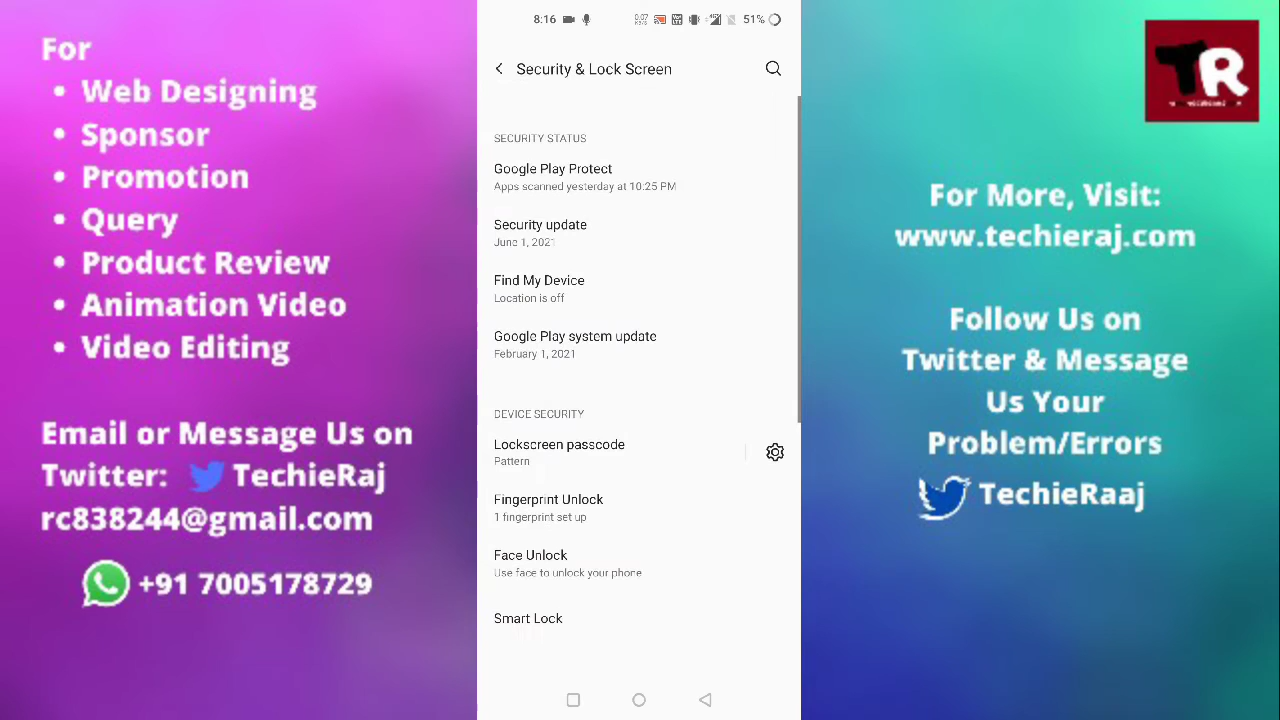 For
• Web Designing
• Sponsor
• Promotion
• Query
• Product Review
• Animation Video
• Video Editing
Email or Message Us on
Twitter: TechieRaj
rc838244@gmail.com
+91 7005178729
8:16
51%
Security & Lock Screen
SECURITY STATUS
Google Play Protect
Apps scanned yesterday at 10:25 PM
Security update
June 1, 2021
Find My Device
Location is off
Google Play system update
February 1, 2021
DEVICE SECURITY
Lockscreen passcode
Pattern
Fingerprint Unlock
1 fingerprint set up
Face Unlock
Use face to unlock your phone
Smart Lock
TR
For More, Visit:
www.techieraj.com
Follow Us on
Twitter & Message
Us Your
Problem/Errors
TechieRaaj